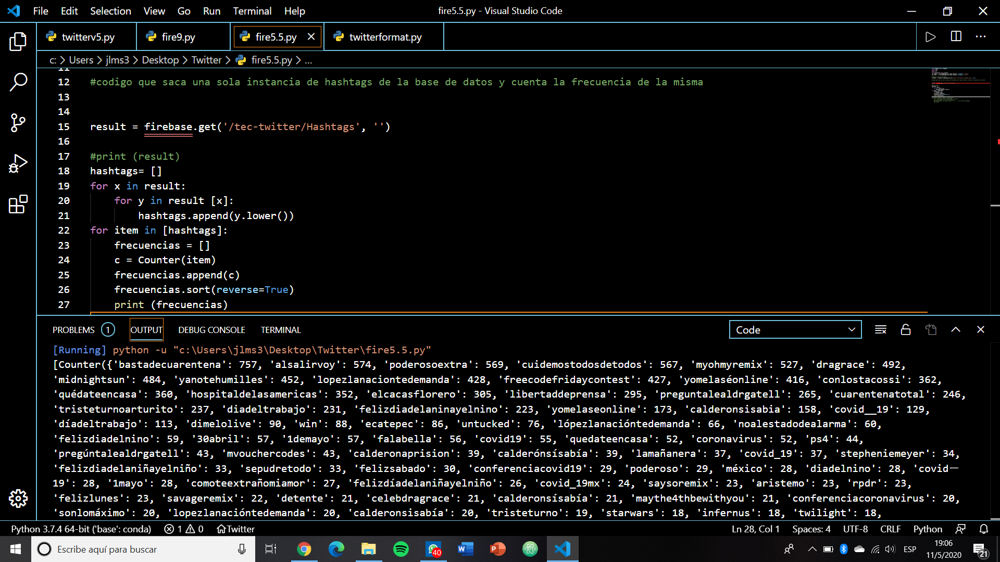 File Edit Selection View Go Run Terminal Help
fire5.5.py - Visual Studio Code
twitterv5.py
fire9.py
fire5.5.py
twitterformat.py
c: > Users > jlms3 > Desktop > Twitter > fire5.5.py > ...
11
12 #codigo que saca una sola instancia de hashtags de la base de datos y cuenta la frecuencia de la misma
13
14
15 result = firebase.get('/tec-twitter/Hashtags', '')
16
17 #print (result)
18 hashtags= []
19 for x in result:
20 for y in result [x]:
21 hashtags.append(y.lower())
22 for item in [hashtags]:
23 frecuencias = []
24 c = Counter(item)
25 frecuencias.append(c)
26 frecuencias.sort(reverse=True)
27 print (frecuencias)
PROBLEMS 1 OUTPUT DEBUG CONSOLE TERMINAL
Code
[Running] python -u "c:\Users\jlms3\Desktop\Twitter\fire5.5.py"
[Counter({'bastadecuarentena': 757, 'alsalirvoy': 574, 'poderosoextra': 569, 'cuidemostodosdetodos': 567, 'myohmyremix': 527, 'dragrace': 492,
'midnightsun': 484, 'yanotehumilles': 452, 'lopezlanaciontedemanda': 428, 'freecodefridaycontest': 427, 'yomelaséonline': 416, 'conlostacossi': 362,
'quédateencasa': 360, 'hospitaldelasamericas': 352, 'elcacasflorero': 305, 'libertaddeprensa': 295, 'preguntalealdrgatell': 265, 'cuarentenatotal': 246,
'tristeturnoarturito': 237, 'diadeltrabajo': 231, 'felizdiadelaninayelnino': 223, 'yomelaseonline': 173, 'calderonsisabia': 158, 'covid__19': 129,
'díadeltrabajo': 113, 'dimelolive': 90, 'win': 88, 'ecatepec': 86, 'untucked': 76, 'lópezlanacióntedemanda': 66, 'noalestadodealarma': 60,
'felizdiadelnino': 59, '30abril': 57, '1demayo': 57, 'falabella': 56, 'covid19': 55, 'quedateencasa': 52, 'coronavirus': 52, 'ps4': 44,
'pregúntalealdrgatell': 43, 'mvouchercodes': 43, 'calderonaprision': 39, 'calderónsísabía': 39, 'lamañanera': 37, 'covid_19': 37, 'stepheniemeyer': 34,
'felizdiadelaniñayelniño': 33, 'sepudretodo': 33, 'felizsabado': 30, 'conferenciacovid19': 29, 'poderoso': 29, 'méxico': 28, 'diadelnino': 28, 'covidー
19': 28, '1mayo': 28, 'comoteextrañomiamor': 27, 'felizdíadelaniñayelniño': 26, 'covid_19mx': 24, 'saysoremix': 23, 'aristemo': 23, 'rpdr': 23,
'felizlunes': 23, 'savageremix': 22, 'detente': 21, 'celebdragrace': 21, 'calderonsísabía': 21, 'maythe4thbewithyou': 21, 'conferenciacoronavirus': 20,
'sonlomáximo': 20, 'lopezlanacióntedemanda': 20, 'calderonsisabía': 20, 'tristeturno': 19, 'starwars': 18, 'infernus': 18, 'twilight': 18,
Python 3.7.4 64-bit ('base': conda) 1 0 Twitter Ln 28, Col 1 Spaces: 4 UTF-8 CRLF Python
Escribe aquí para buscar
40
ESP
19:06
11/5/2020
21